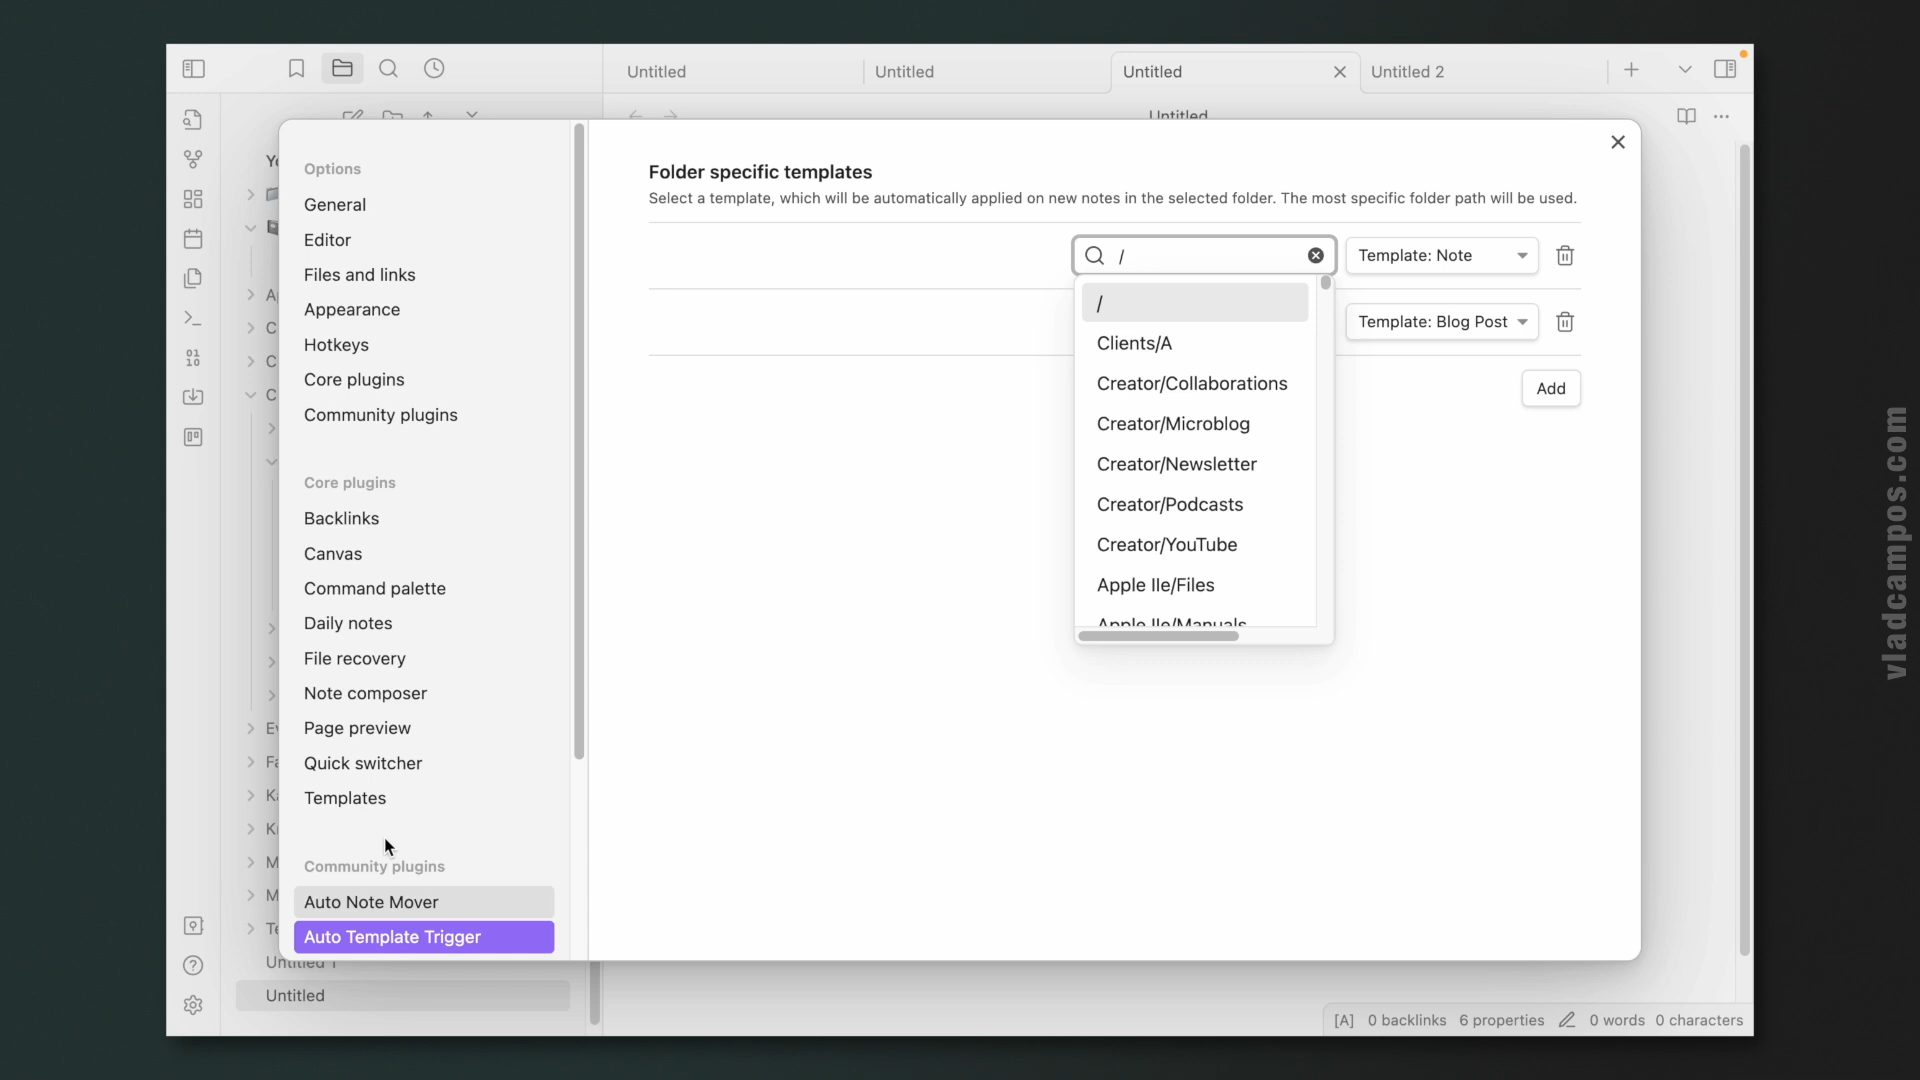 Untitled
Untitled
Untitled
Untitled 2
Untitled
Options
General
Editor
Files and links
Appearance
Hotkeys
Core plugins
Community plugins
Core plugins
Backlinks
Canvas
Command palette
Daily notes
File recovery
Note composer
Page preview
Quick switcher
Templates
Community plugins
Auto Note Mover
Auto Template Trigger
Untitled 1
Untitled
Folder specific templates
Select a template, which will be automatically applied on new notes in the selected folder. The most specific folder path will be used.
/
Template: Note
/
Clients/A
Creator/Collaborations
Creator/Microblog
Creator/Newsletter
Creator/Podcasts
Creator/YouTube
Apple IIe/Files
Apple IIe/Manuals
Template: Blog Post
Add
[A] 0 backlinks 6 properties 0 words 0 characters
vladcampos.com